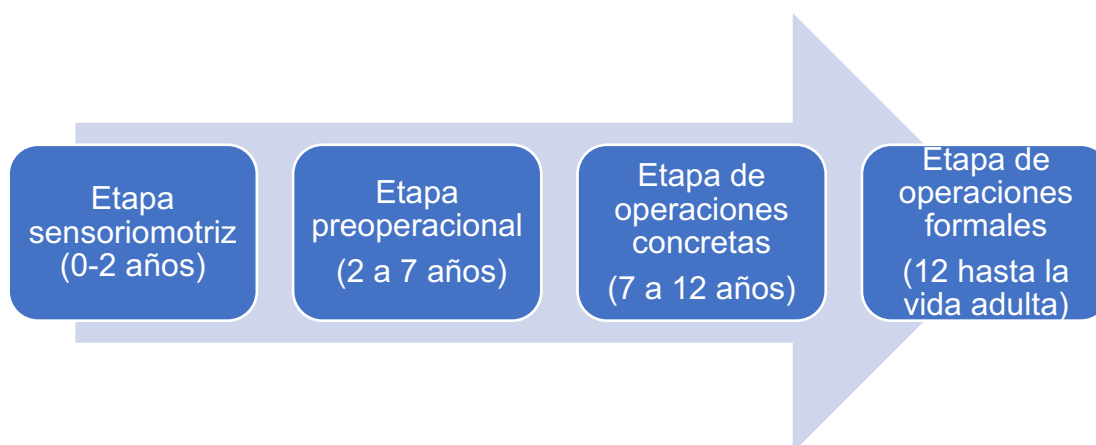 Etapa
sensoriomotriz
(0-2 años)
Etapa
preoperacional
(2 a 7 años)
Etapa de
operaciones
concretas
(7 a 12 años)
Etapa de
operaciones
formales
(12 hasta la
vida adulta)